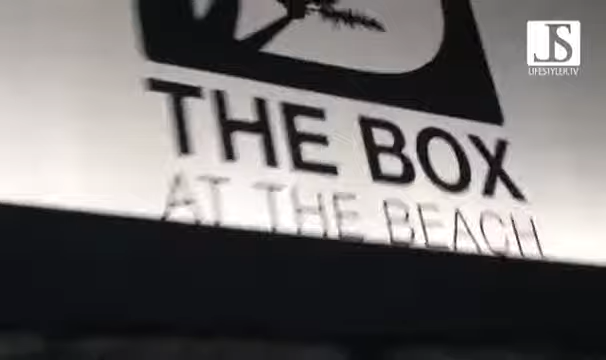 JS
LIFESTYLER.TV
THE BOX
AT THE BEACH